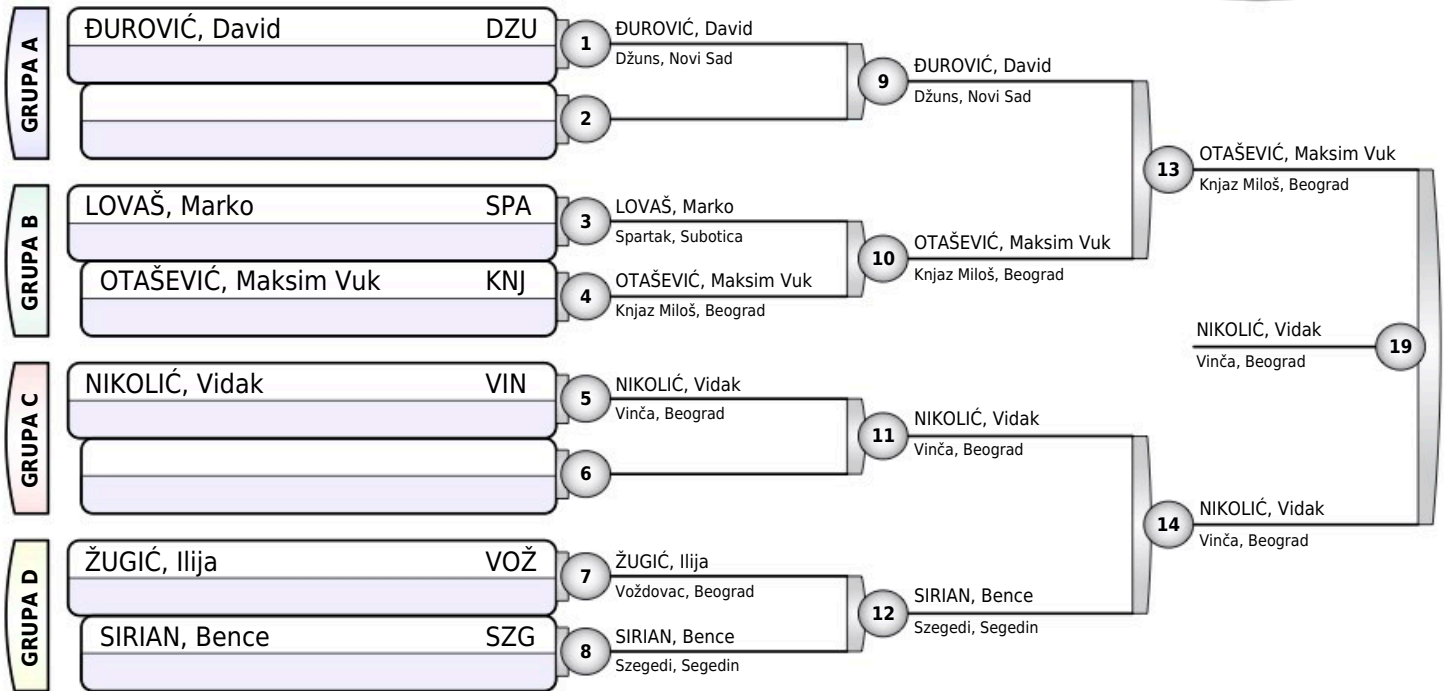 GRUPA A
ĐUROVIĆ, David DZU
1
ĐUROVIĆ, David
Džuns, Novi Sad
2
9
ĐUROVIĆ, David
Džuns, Novi Sad
GRUPA B
LOVAŠ, Marko SPA
3
LOVAŠ, Marko
Spartak, Subotica
OTAŠEVIĆ, Maksim Vuk KNJ
4
OTAŠEVIĆ, Maksim Vuk
Knjaz Miloš, Beograd
10
OTAŠEVIĆ, Maksim Vuk
Knjaz Miloš, Beograd
13
OTAŠEVIĆ, Maksim Vuk
Knjaz Miloš, Beograd
GRUPA C
NIKOLIĆ, Vidak VIN
5
NIKOLIĆ, Vidak
Vinča, Beograd
6
11
NIKOLIĆ, Vidak
Vinča, Beograd
GRUPA D
ŽUGIĆ, Ilija VOŽ
7
ŽUGIĆ, Ilija
Voždovac, Beograd
SIRIAN, Bence SZG
8
SIRIAN, Bence
Szegedi, Segedin
12
SIRIAN, Bence
Szegedi, Segedin
14
NIKOLIĆ, Vidak
Vinča, Beograd
NIKOLIĆ, Vidak
Vinča, Beograd
19